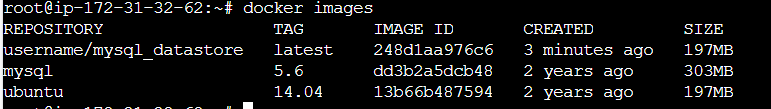 root@ip-172-31-32-62:~# docker images
REPOSITORY TAG IMAGE ID CREATED SIZE
username/mysql_datastore latest 248d1aa976c6 3 minutes ago 197MB
mysql 5.6 dd3b2a5dcb48 2 years ago 303MB
ubuntu 14.04 13b66b487594 2 years ago 197MB